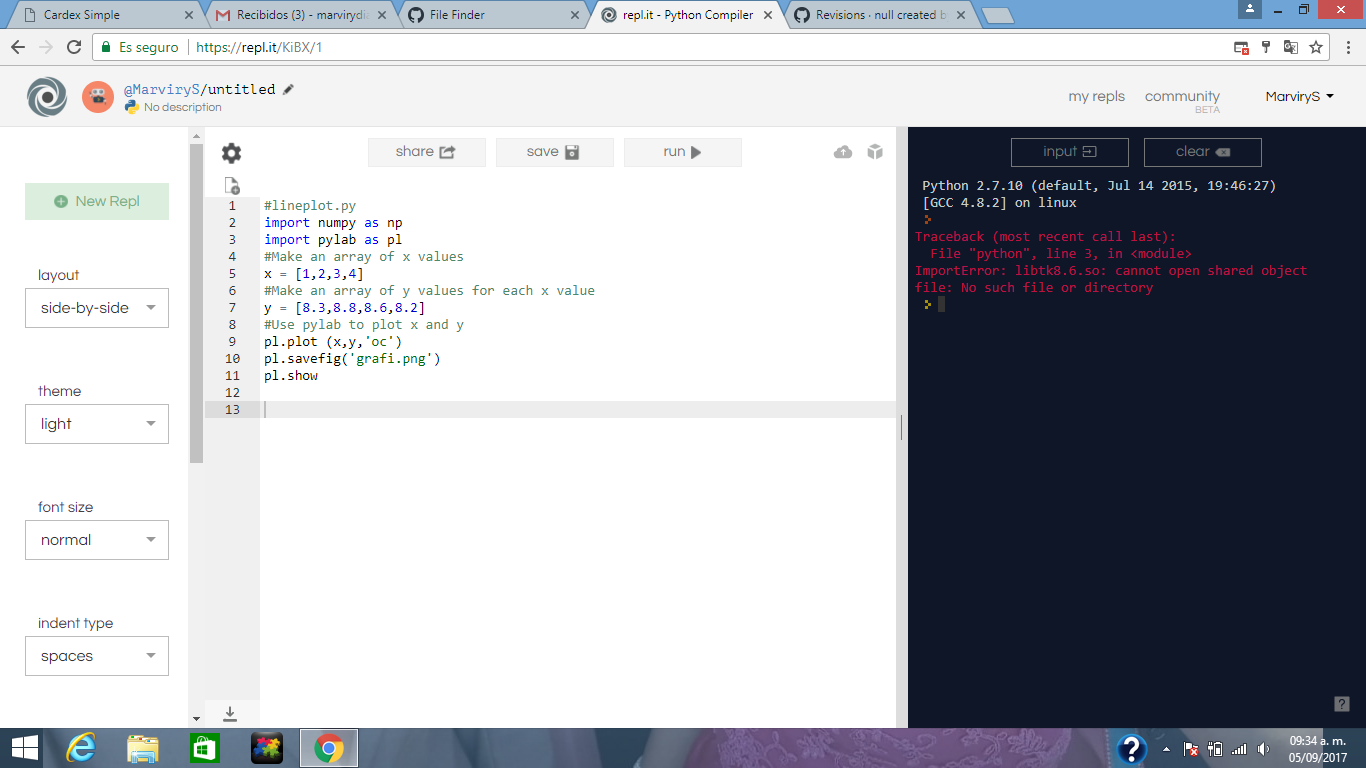 Cardex Simple
Recibidos (3) - marvirydi
File Finder
repl.it - Python Compiler
Revisions · null created b
Es seguro
https://repl.it/KiBX/1
@MarviryS/untitled
No description
my repls
community
BETA
MarviryS
New Repl
layout
side-by-side
theme
light
font size
normal
indent type
spaces
share
save
run
1 #lineplot.py
2 import numpy as np
3 import pylab as pl
4 #Make an array of x values
5 x = [1,2,3,4]
6 #Make an array of y values for each x value
7 y = [8.3,8.8,8.6,8.2]
8 #Use pylab to plot x and y
9 pl.plot (x,y,'oc')
10 pl.savefig('grafi.png')
11 pl.show
12
13
input
clear
Python 2.7.10 (default, Jul 14 2015, 19:46:27)
[GCC 4.8.2] on linux
Traceback (most recent call last):
File "python", line 3, in <module>
ImportError: libtk8.6.so: cannot open shared object
file: No such file or directory
?
09:34 a. m.
05/09/2017